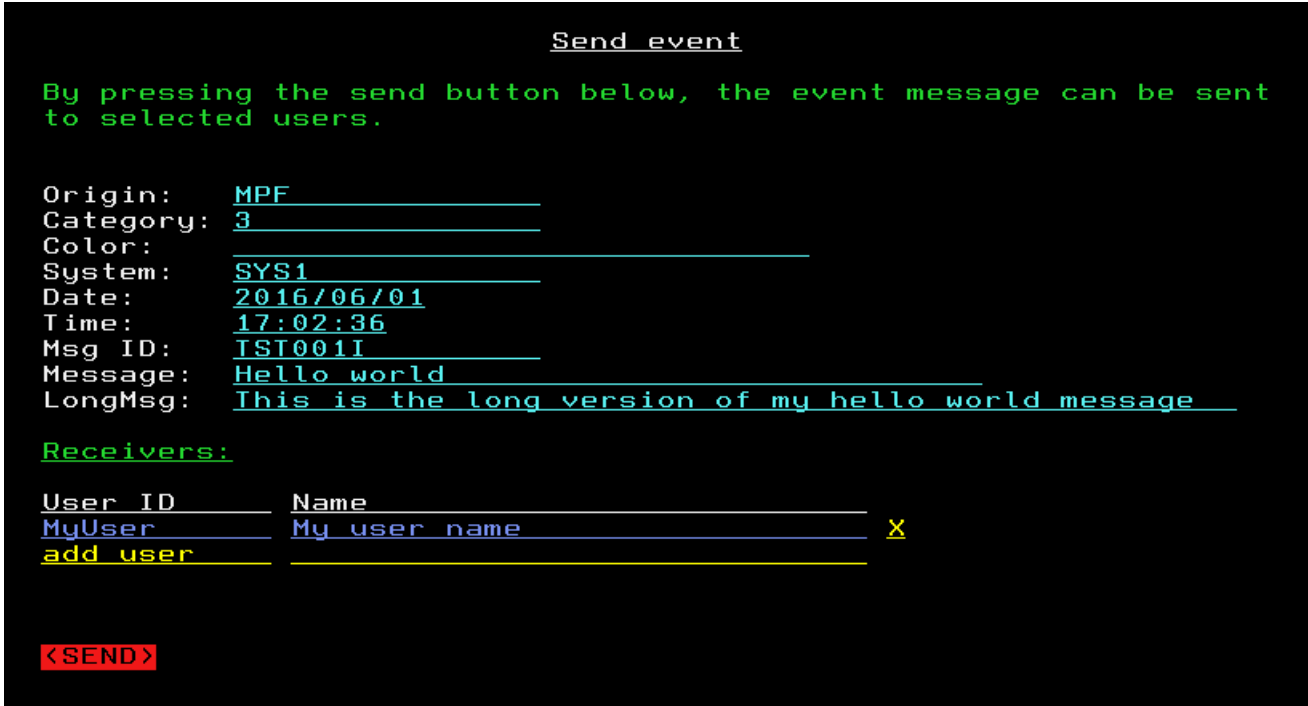 Send event
By pressing the send button below, the event message can be sent
to selected users.
Origin: MPF
Category: 3
Color:
System: SYS1
Date: 2016/06/01
Time: 17:02:36
Msg ID: TST001I
Message: Hello world
LongMsg: This is the long version of my hello world message
Receivers:
User ID Name
MyUser My user name X
add user
<SEND>